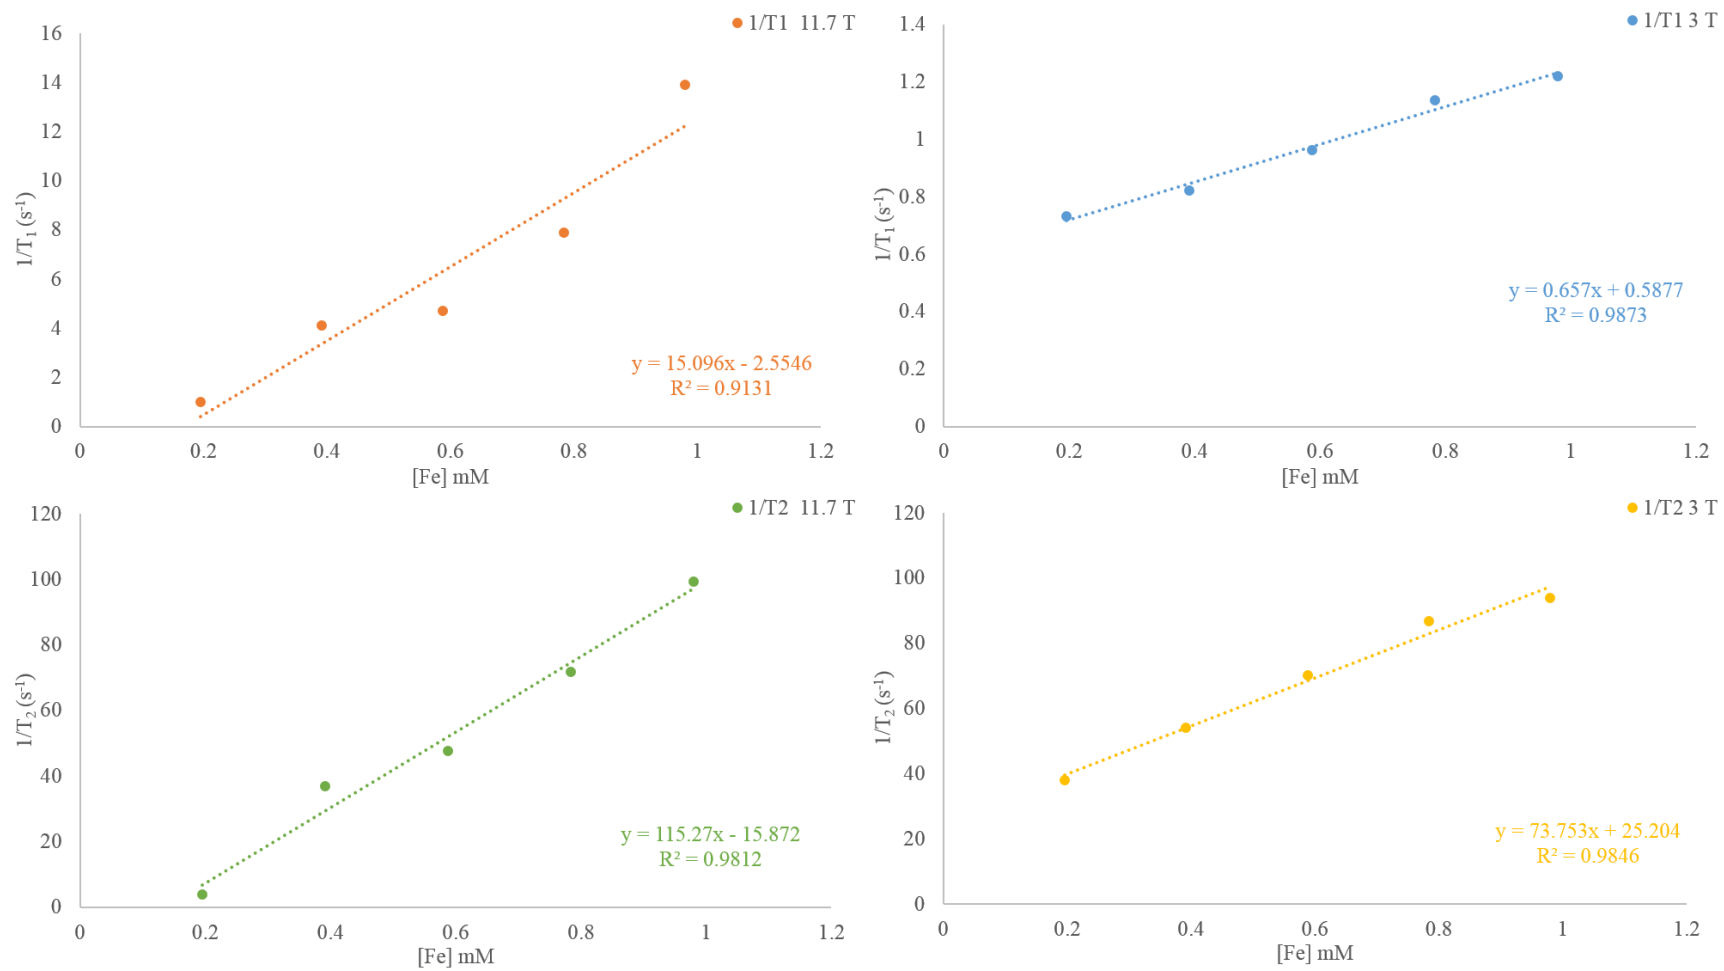 1/T1  11.7 T
16
14
12
10
8
6
4
2
0
1/T₁ (s⁻¹)
y = 15.096x - 2.5546
R² = 0.9131
0 0.2 0.4 0.6 0.8 1 1.2
[Fe] mM
1/T1 3 T
1.4
1.2
1
0.8
0.6
0.4
0.2
0
1/T₁ (s⁻¹)
y = 0.657x + 0.5877
R² = 0.9873
0 0.2 0.4 0.6 0.8 1 1.2
[Fe] mM
1/T2  11.7 T
120
100
80
60
40
20
0
1/T₂ (s⁻¹)
y = 115.27x - 15.872
R² = 0.9812
0 0.2 0.4 0.6 0.8 1 1.2
[Fe] mM
1/T2 3 T
120
100
80
60
40
20
0
1/T₂ (s⁻¹)
y = 73.753x + 25.204
R² = 0.9846
0 0.2 0.4 0.6 0.8 1 1.2
[Fe] mM